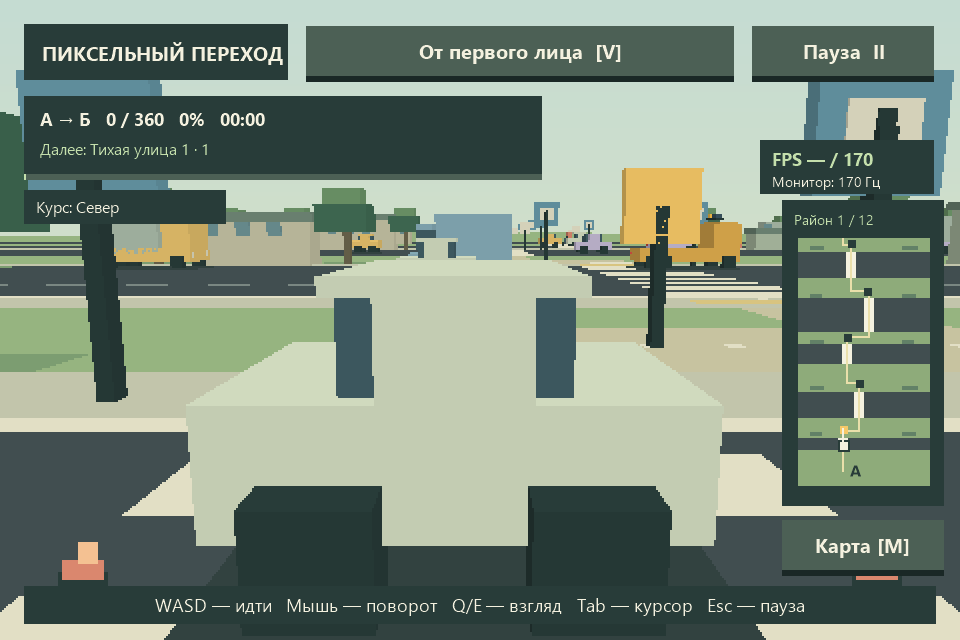 ПИКСЕЛЬНЫЙ ПЕРЕХОД
От первого лица [V]
Пауза II
А → Б 0 / 360 0% 00:00
Далее: Тихая улица 1 · 1
FPS — / 170
Монитор: 170 Гц
Курс: Север
Район 1 / 12
А
Карта [M]
WASD — идти Мышь — поворот Q/E — взгляд Tab — курсор Esc — пауза